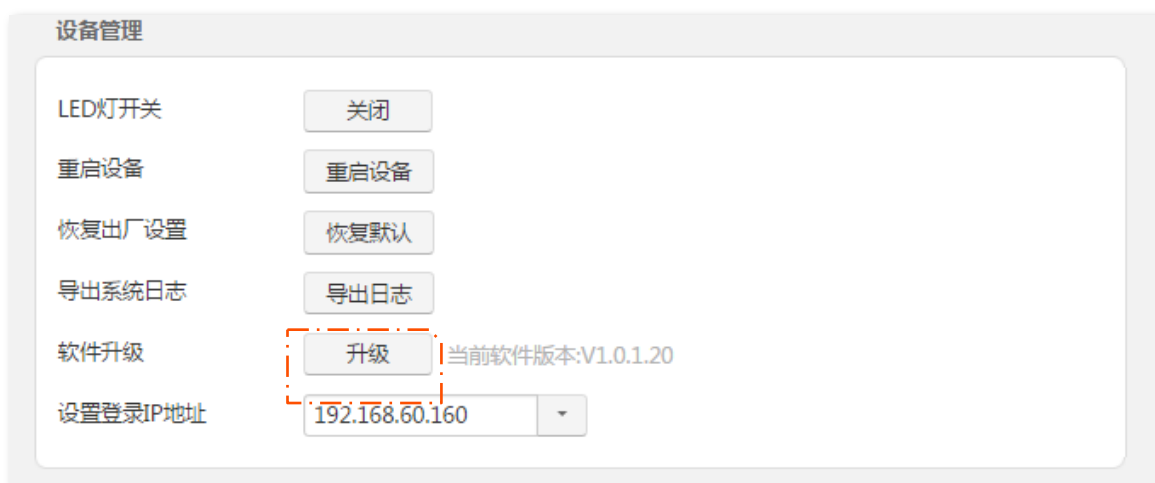 设备管理
LED灯开关 关闭
重启设备 重启设备
恢复出厂设置 恢复默认
导出系统日志 导出日志
软件升级 升级 当前软件版本:V1.0.1.20
设置登录IP地址 192.168.60.160